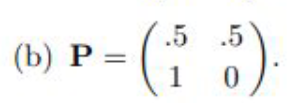 (b) P = ( .5 .5
1 0 ).